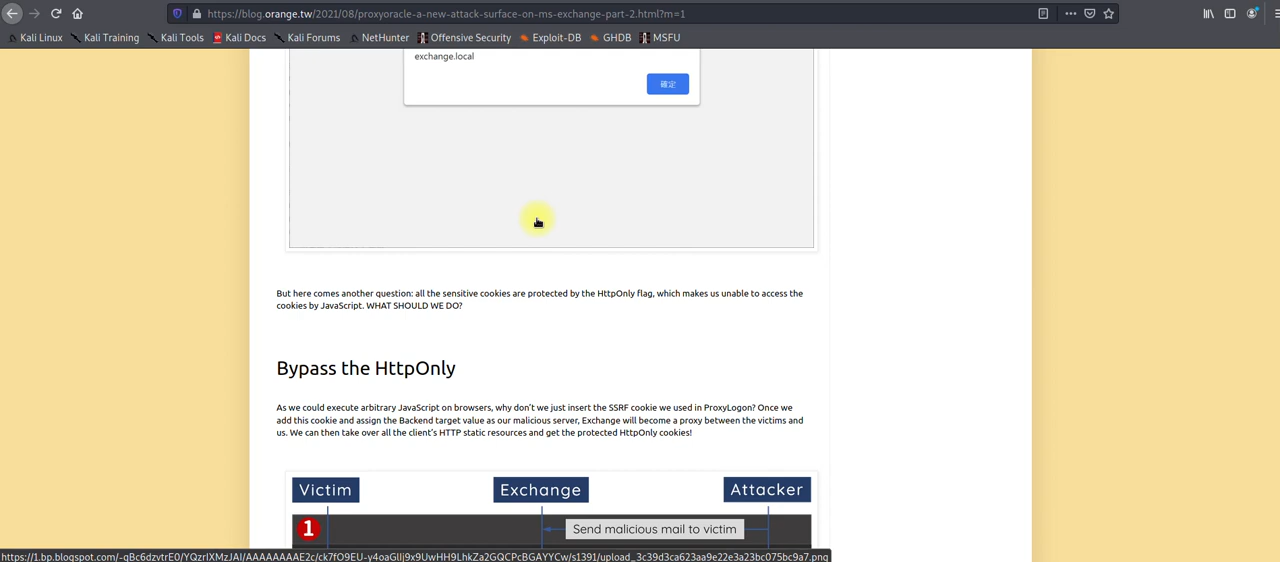 https://blog.orange.tw/2021/08/proxyoracle-a-new-attack-surface-on-ms-exchange-part-2.html?m=1
Kali Linux Kali Training Kali Tools Kali Docs Kali Forums NetHunter Offensive Security Exploit-DB GHDB MSFU
exchange.local
確定
But here comes another question: all the sensitive cookies are protected by the HttpOnly flag, which makes us unable to access the
cookies by JavaScript. WHAT SHOULD WE DO?
Bypass the HttpOnly
As we could execute arbitrary JavaScript on browsers, why don't we just insert the SSRF cookie we used in ProxyLogon? Once we
add this cookie and assign the Backend target value as our malicious server, Exchange will become a proxy between the victims and
us. We can then take over all the client's HTTP static resources and get the protected HttpOnly cookies!
Victim Exchange Attacker
1 Send malicious mail to victim